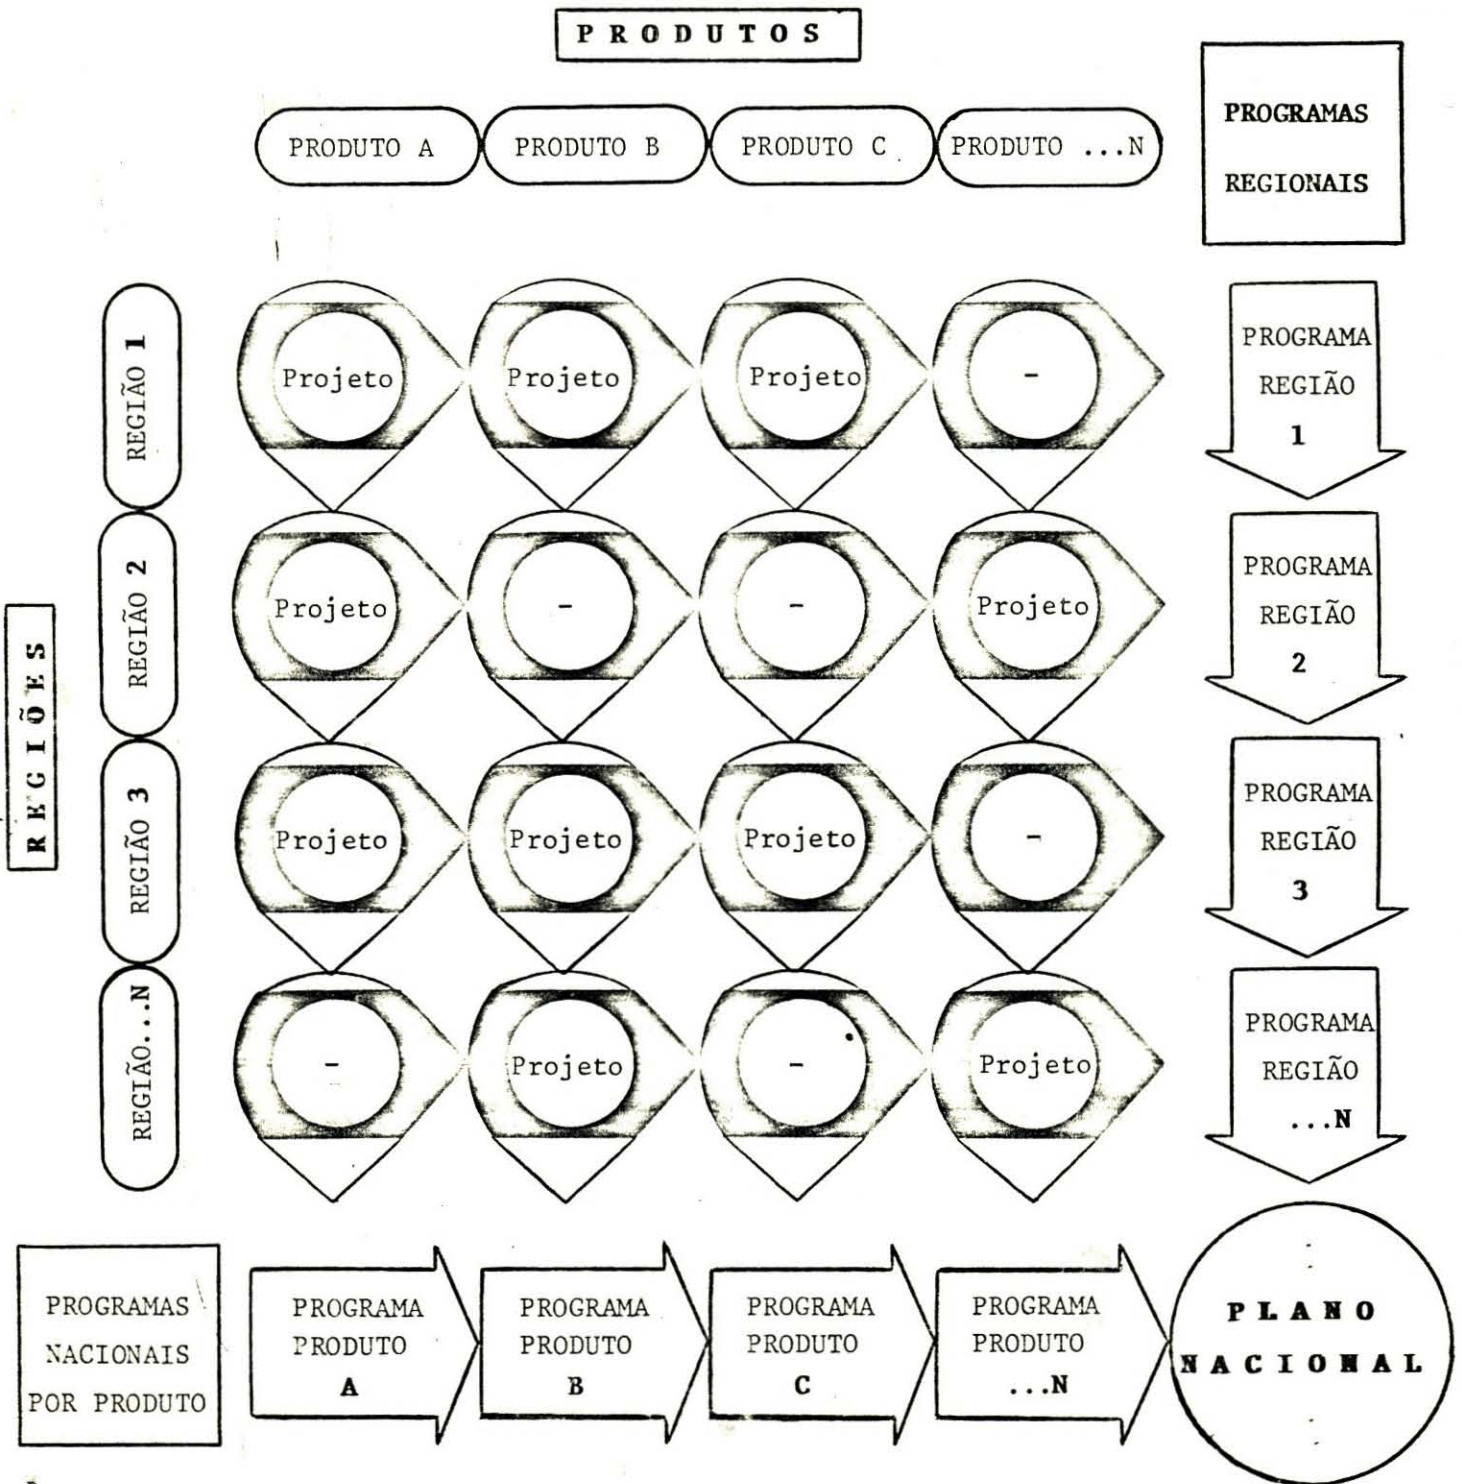 PRODUTOS
PROGRAMAS
REGIONAIS
PRODUTO A
PRODUTO B
PRODUTO C
PRODUTO ...N
REGIÕES
REGIÃO 1
Projeto
Projeto
Projeto
-
PROGRAMA
REGIÃO
1
REGIÃO 2
Projeto
-
-
Projeto
PROGRAMA
REGIÃO
2
REGIÃO 3
Projeto
Projeto
Projeto
-
PROGRAMA
REGIÃO
3
REGIÃO...N
-
Projeto
-
Projeto
PROGRAMA
REGIÃO
...N
PROGRAMAS
NACIONAIS
POR PRODUTO
PROGRAMA
PRODUTO
A
PROGRAMA
PRODUTO
B
PROGRAMA
PRODUTO
C
PROGRAMA
PRODUTO
...N
PLANO
NACIONAL